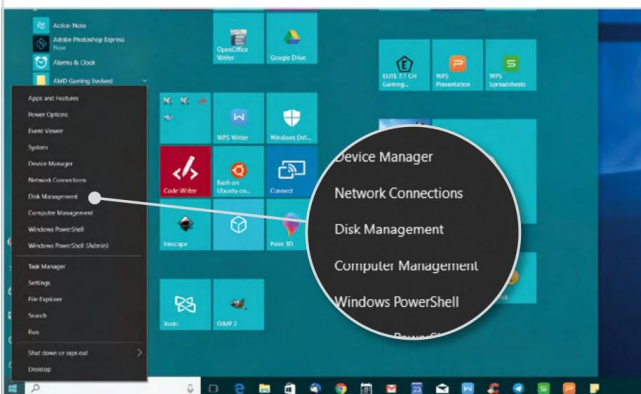 Action Note
Adobe Photoshop Express
New
Alarms & Clock
AMD Gaming Evolved
Apps and Features
Power Options
Event Viewer
System
Device Manager
Network Connections
Disk Management
Computer Management
Windows PowerShell
Windows PowerShell (Admin)
Task Manager
Settings
File Explorer
Search
Run
Shut down or sign out
Desktop
OpenOffice
Writer
Google Drive
ELITE 7.1 CH
Gaming...
WPS
Presentation
WPS
Spreadsheets
WPS Writer
Windows Def...
Code Writer
Bash on
Ubuntu on...
Connect
Inkscape
Paint 3D
Xodo
GIMP 2
Device Manager
Network Connections
Disk Management
Computer Management
Windows PowerShell